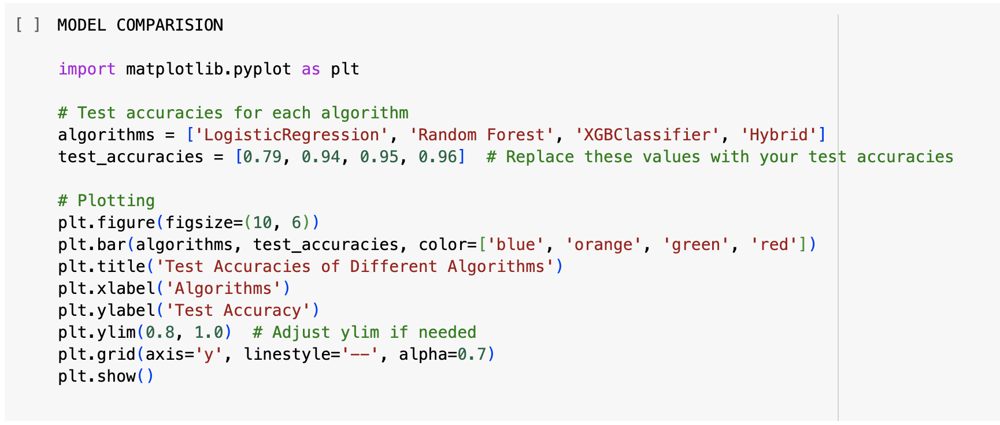 [ ] MODEL COMPARISION
import matplotlib.pyplot as plt
# Test accuracies for each algorithm
algorithms = ['LogisticRegression', 'Random Forest', 'XGBClassifier', 'Hybrid']
test_accuracies = [0.79, 0.94, 0.95, 0.96]  # Replace these values with your test accuracies
# Plotting
plt.figure(figsize=(10, 6))
plt.bar(algorithms, test_accuracies, color=['blue', 'orange', 'green', 'red'])
plt.title('Test Accuracies of Different Algorithms')
plt.xlabel('Algorithms')
plt.ylabel('Test Accuracy')
plt.ylim(0.8, 1.0)  # Adjust ylim if needed
plt.grid(axis='y', linestyle='--', alpha=0.7)
plt.show()